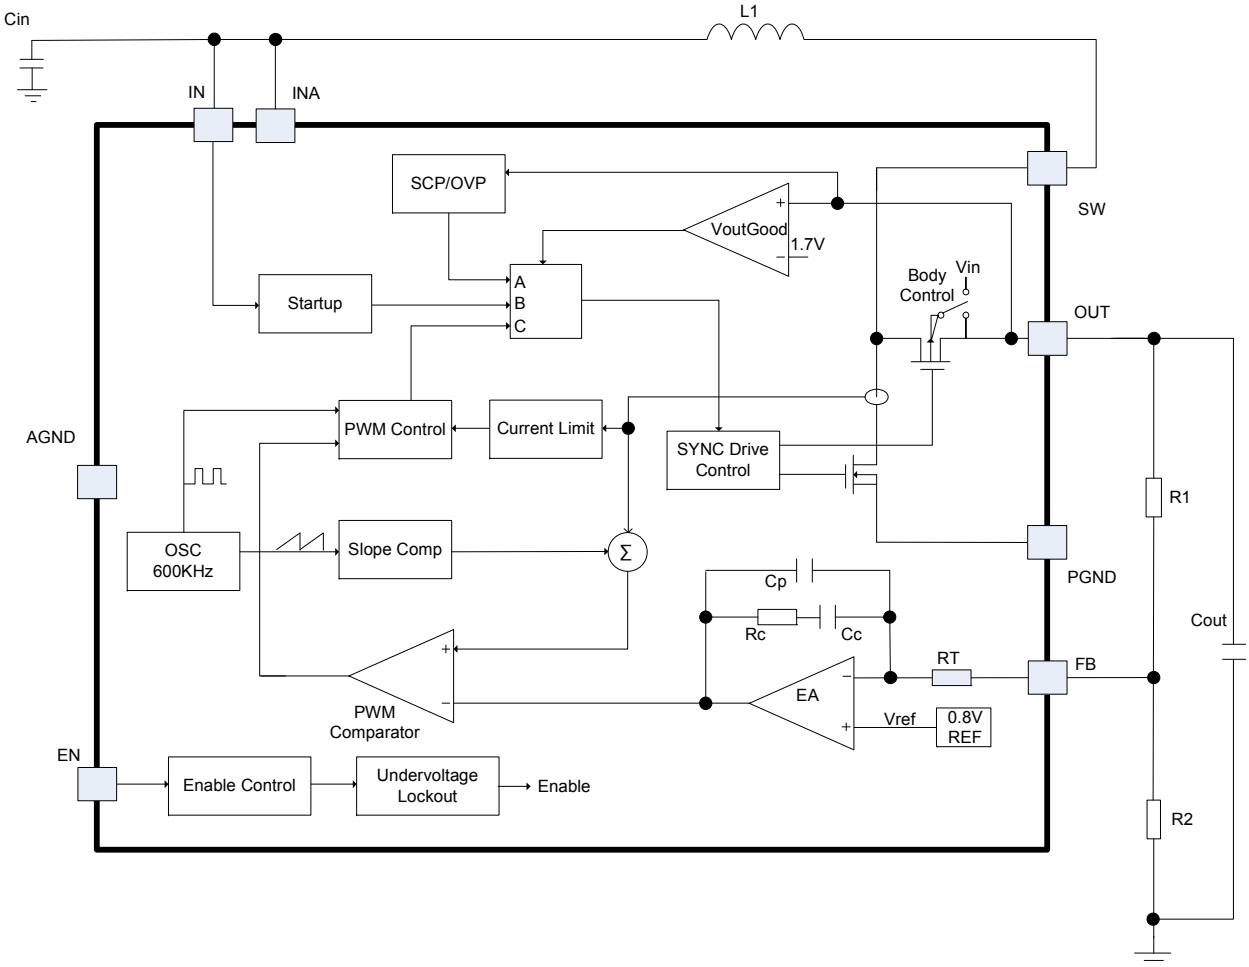 Cin
L1
IN
INA
SCP/OVP
SW
+
VoutGood
1.7V
−
Body
Control
Vin
A
B
C
Startup
OUT
PWM Control
Current Limit
AGND
SYNC Drive
Control
R1
OSC
600KHz
Slope Comp
Σ
PGND
Cp
Rc
Cc
Cout
+
−
PWM
Comparator
EA
−
+
RT
FB
Vref
0.8V
REF
EN
Enable Control
Undervoltage
Lockout
Enable
R2